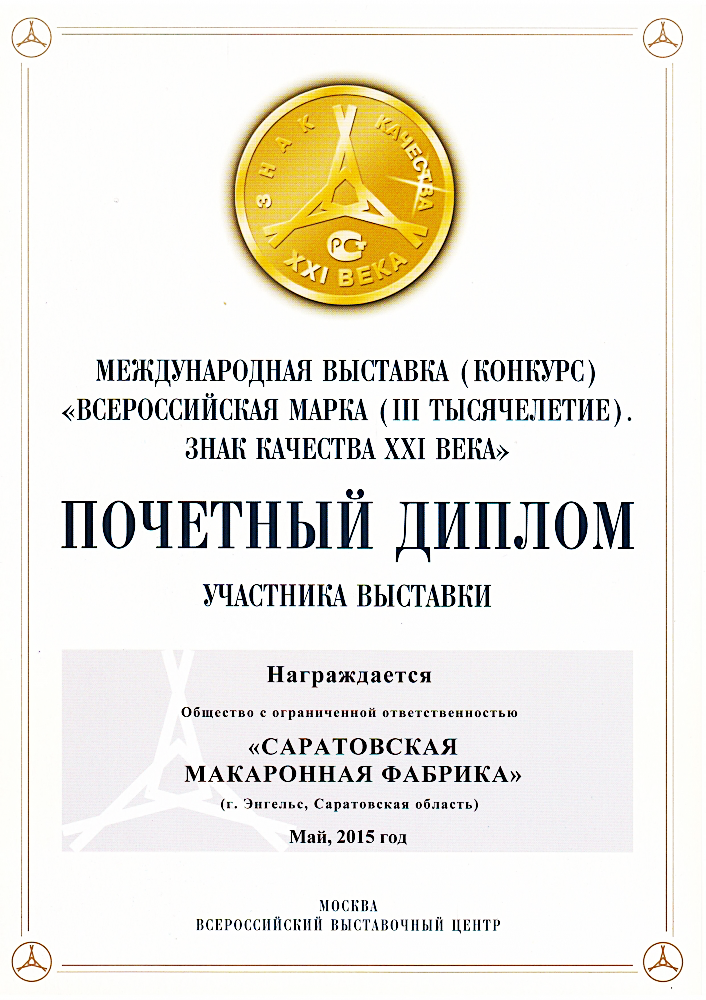 ЗНАК КАЧЕСТВА
РСТ
XXI ВЕКА
МЕЖДУНАРОДНАЯ ВЫСТАВКА (КОНКУРС)
«ВСЕРОССИЙСКАЯ МАРКА (III ТЫСЯЧЕЛЕТИЕ).
ЗНАК КАЧЕСТВА XXI ВЕКА»
ПОЧЕТНЫЙ ДИПЛОМ
УЧАСТНИКА ВЫСТАВКИ
Награждается
Общество с ограниченной ответственностью
«САРАТОВСКАЯ
МАКАРОННАЯ ФАБРИКА»
(г. Энгельс, Саратовская область)
Май, 2015 год
МОСКВА
ВСЕРОССИЙСКИЙ ВЫСТАВОЧНЫЙ ЦЕНТР